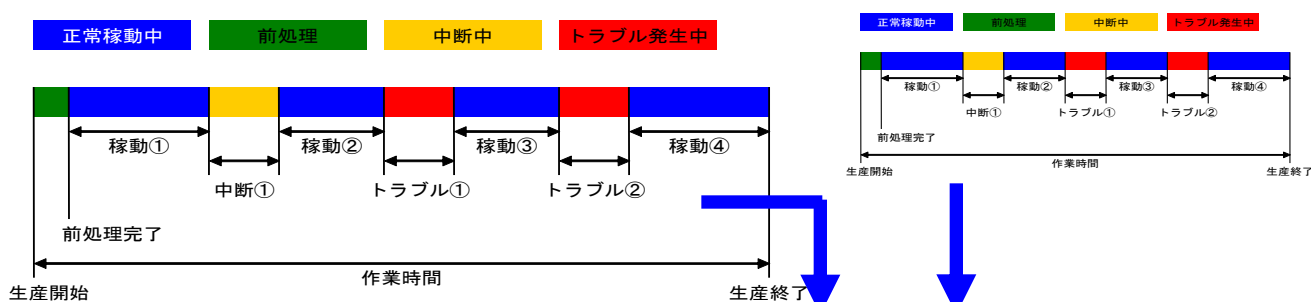 正常稼動中 前処理 中断中 トラブル発生中
稼動① 稼動② 稼動③ 稼動④
中断① トラブル① トラブル②
前処理完了
作業時間
生産開始 生産終了
正常稼動中 前処理 中断中 トラブル発生中
稼動① 稼動② 稼動③ 稼動④
中断① トラブル① トラブル②
前処理完了
作業時間
生産開始 生産終了